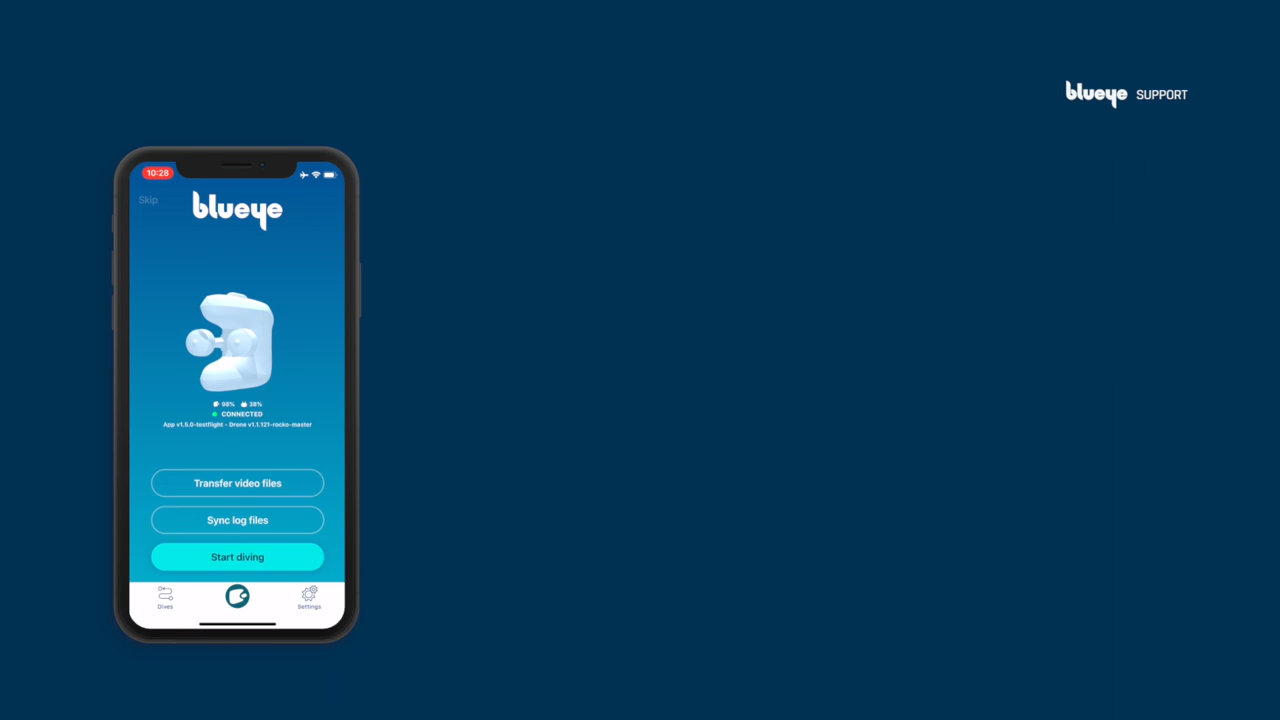 blueye SUPPORT
10:28
Skip
blueye
98% 38%
CONNECTED
App v1.5.0-testflight - Drone v1.1.121-rocko-master
Transfer video files
Sync log files
Start diving
Dives Settings